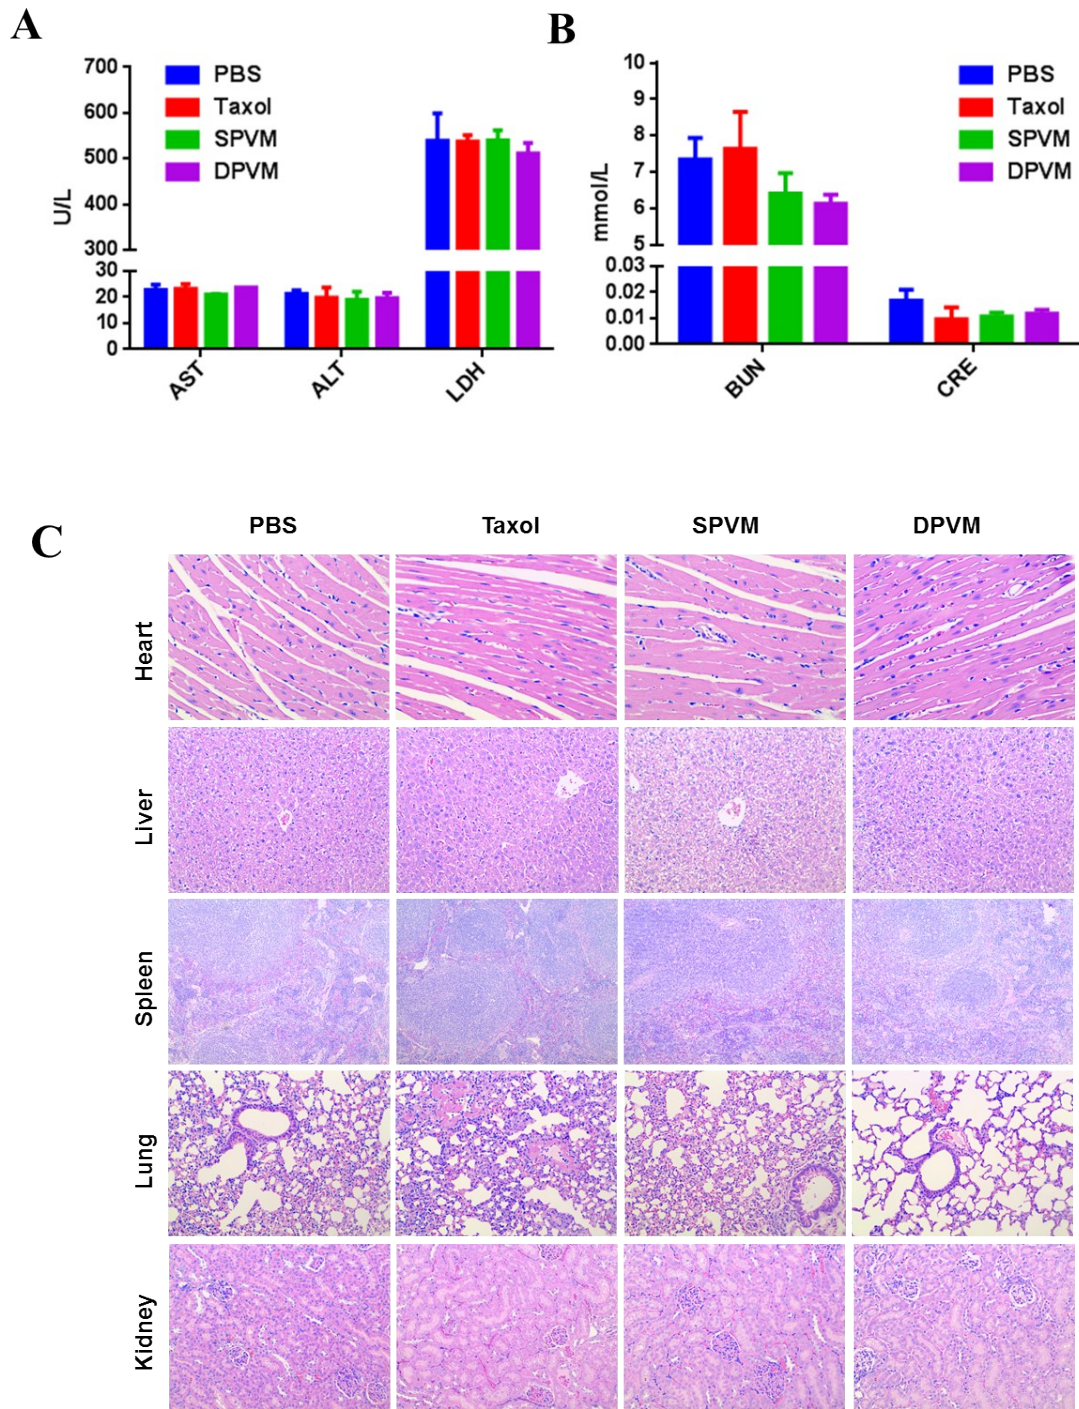 A
U/L
700
600
500
400
300
30
20
10
0
PBS
Taxol
SPVM
DPVM
AST
ALT
LDH
B
mmol/L
10
9
8
7
6
5
0.03
0.02
0.01
0.00
PBS
Taxol
SPVM
DPVM
BUN
CRE
C
PBS Taxol SPVM DPVM
Heart
Liver
Spleen
Lung
Kidney